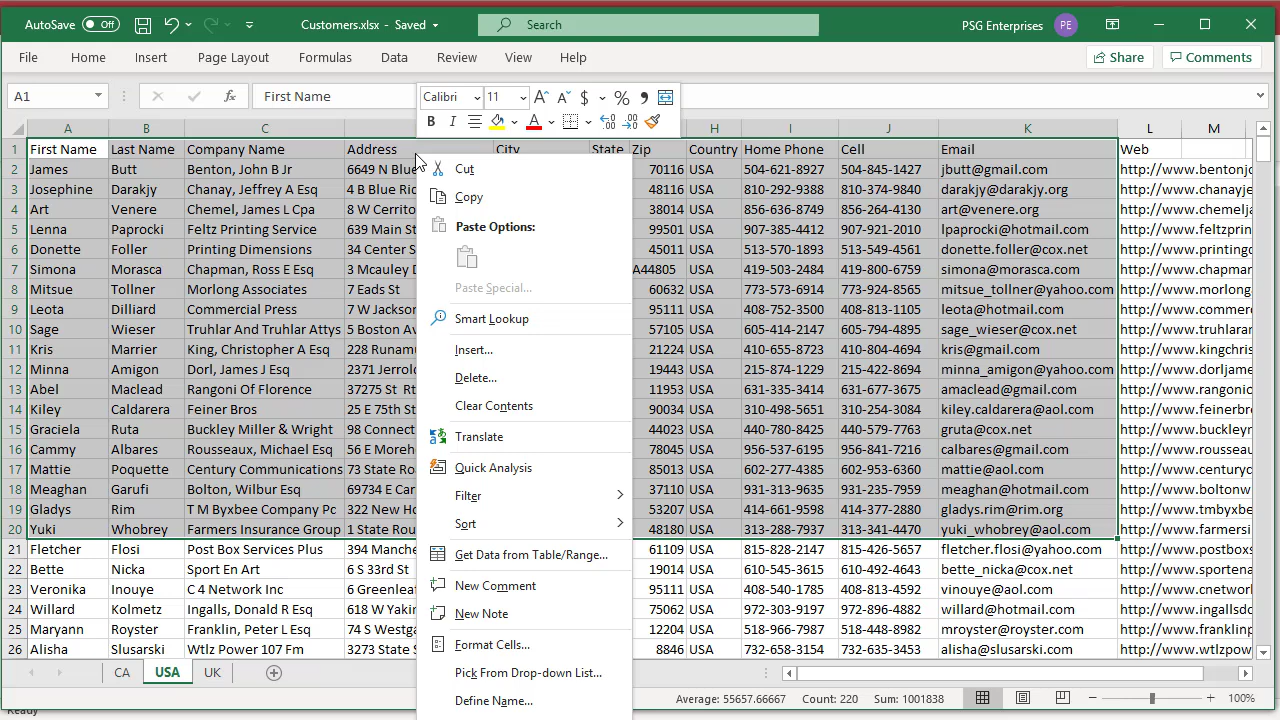 AutoSave Off Customers.xlsx - Saved Search PSG Enterprises PE
File Home Insert Page Layout Formulas Data Review View Help Share Comments
A1 fx First Name
Calibri 11 A A $ % ,
B I A
A B C H I J K L M
1 First Name Last Name Company Name Address City State Zip Country Home Phone Cell Email Web
2 James Butt Benton, John B Jr 6649 N Blue 70116 USA 504-621-8927 504-845-1427 jbutt@gmail.com http://www.bentonjo
3 Josephine Darakjy Chanay, Jeffrey A Esq 4 B Blue Rid 48116 USA 810-292-9388 810-374-9840 darakjy@darakjy.org http://www.chanayje
4 Art Venere Chemel, James L Cpa 8 W Cerrito 38014 USA 856-636-8749 856-264-4130 art@venere.org http://www.chemelja
5 Lenna Paprocki Feltz Printing Service 639 Main St 99501 USA 907-385-4412 907-921-2010 lpaprocki@hotmail.com http://www.feltzprin
6 Donette Foller Printing Dimensions 34 Center S 45011 USA 513-570-1893 513-549-4561 donette.foller@cox.net http://www.printingd
7 Simona Morasca Chapman, Ross E Esq 3 Mcauley D A44805 USA 419-503-2484 419-800-6759 simona@morasca.com http://www.chapman
8 Mitsue Tollner Morlong Associates 7 Eads St 60632 USA 773-573-6914 773-924-8565 mitsue_tollner@yahoo.com http://www.morlong
9 Leota Dilliard Commercial Press 7 W Jackson 95111 USA 408-752-3500 408-813-1105 leota@hotmail.com http://www.commerc
10 Sage Wieser Truhlar And Truhlar Attys 5 Boston Av 57105 USA 605-414-2147 605-794-4895 sage_wieser@cox.net http://www.truhlaran
11 Kris Marrier King, Christopher A Esq 228 Runamu 21224 USA 410-655-8723 410-804-4694 kris@gmail.com http://www.kingchris
12 Minna Amigon Dorl, James J Esq 2371 Jerrold 19443 USA 215-874-1229 215-422-8694 minna_amigon@yahoo.com http://www.dorljame
13 Abel Maclead Rangoni Of Florence 37275 St Rt 11953 USA 631-335-3414 631-677-3675 amaclead@gmail.com http://www.rangonic
14 Kiley Caldarera Feiner Bros 25 E 75th St 90034 USA 310-498-5651 310-254-3084 kiley.caldarera@aol.com http://www.feinerbro
15 Graciela Ruta Buckley Miller & Wright 98 Connect 44023 USA 440-780-8425 440-579-7763 gruta@cox.net http://www.buckleyn
16 Cammy Albares Rousseaux, Michael Esq 56 E Moreh 78045 USA 956-537-6195 956-841-7216 calbares@gmail.com http://www.rousseau
17 Mattie Poquette Century Communications 73 State Ro 85013 USA 602-277-4385 602-953-6360 mattie@aol.com http://www.centuryc
18 Meaghan Garufi Bolton, Wilbur Esq 69734 E Car 37110 USA 931-313-9635 931-235-7959 meaghan@hotmail.com http://www.boltonwi
19 Gladys Rim T M Byxbee Company Pc 322 New Ho 53207 USA 414-661-9598 414-377-2880 gladys.rim@rim.org http://www.tmbyxbe
20 Yuki Whobrey Farmers Insurance Group 1 State Rou 48180 USA 313-288-7937 313-341-4470 yuki_whobrey@aol.com http://www.farmersi
21 Fletcher Flosi Post Box Services Plus 394 Manche 61109 USA 815-828-2147 815-426-5657 fletcher.flosi@yahoo.com http://www.postboxs
22 Bette Nicka Sport En Art 6 S 33rd St 19014 USA 610-545-3615 610-492-4643 bette_nicka@cox.net http://www.sportena
23 Veronika Inouye C 4 Network Inc 6 Greenleaf 95111 USA 408-540-1785 408-813-4592 vinouye@aol.com http://www.cnetwork
24 Willard Kolmetz Ingalls, Donald R Esq 618 W Yakin 75062 USA 972-303-9197 972-896-4882 willard@hotmail.com http://www.ingallsdo
25 Maryann Royster Franklin, Peter L Esq 74 S Westga 12204 USA 518-966-7987 518-448-8982 mroyster@royster.com http://www.franklinp
26 Alisha Slusarski Wtlz Power 107 Fm 3273 State S 8846 USA 732-658-3154 732-635-3453 alisha@slusarski.com http://www.wtlzpow
Cut
Copy
Paste Options:
Paste Special...
Smart Lookup
Insert...
Delete...
Clear Contents
Translate
Quick Analysis
Filter
Sort
Get Data from Table/Range...
New Comment
New Note
Format Cells...
Pick From Drop-down List...
Define Name...
CA USA UK
Average: 55657.66667 Count: 220 Sum: 1001838 100%
Ready